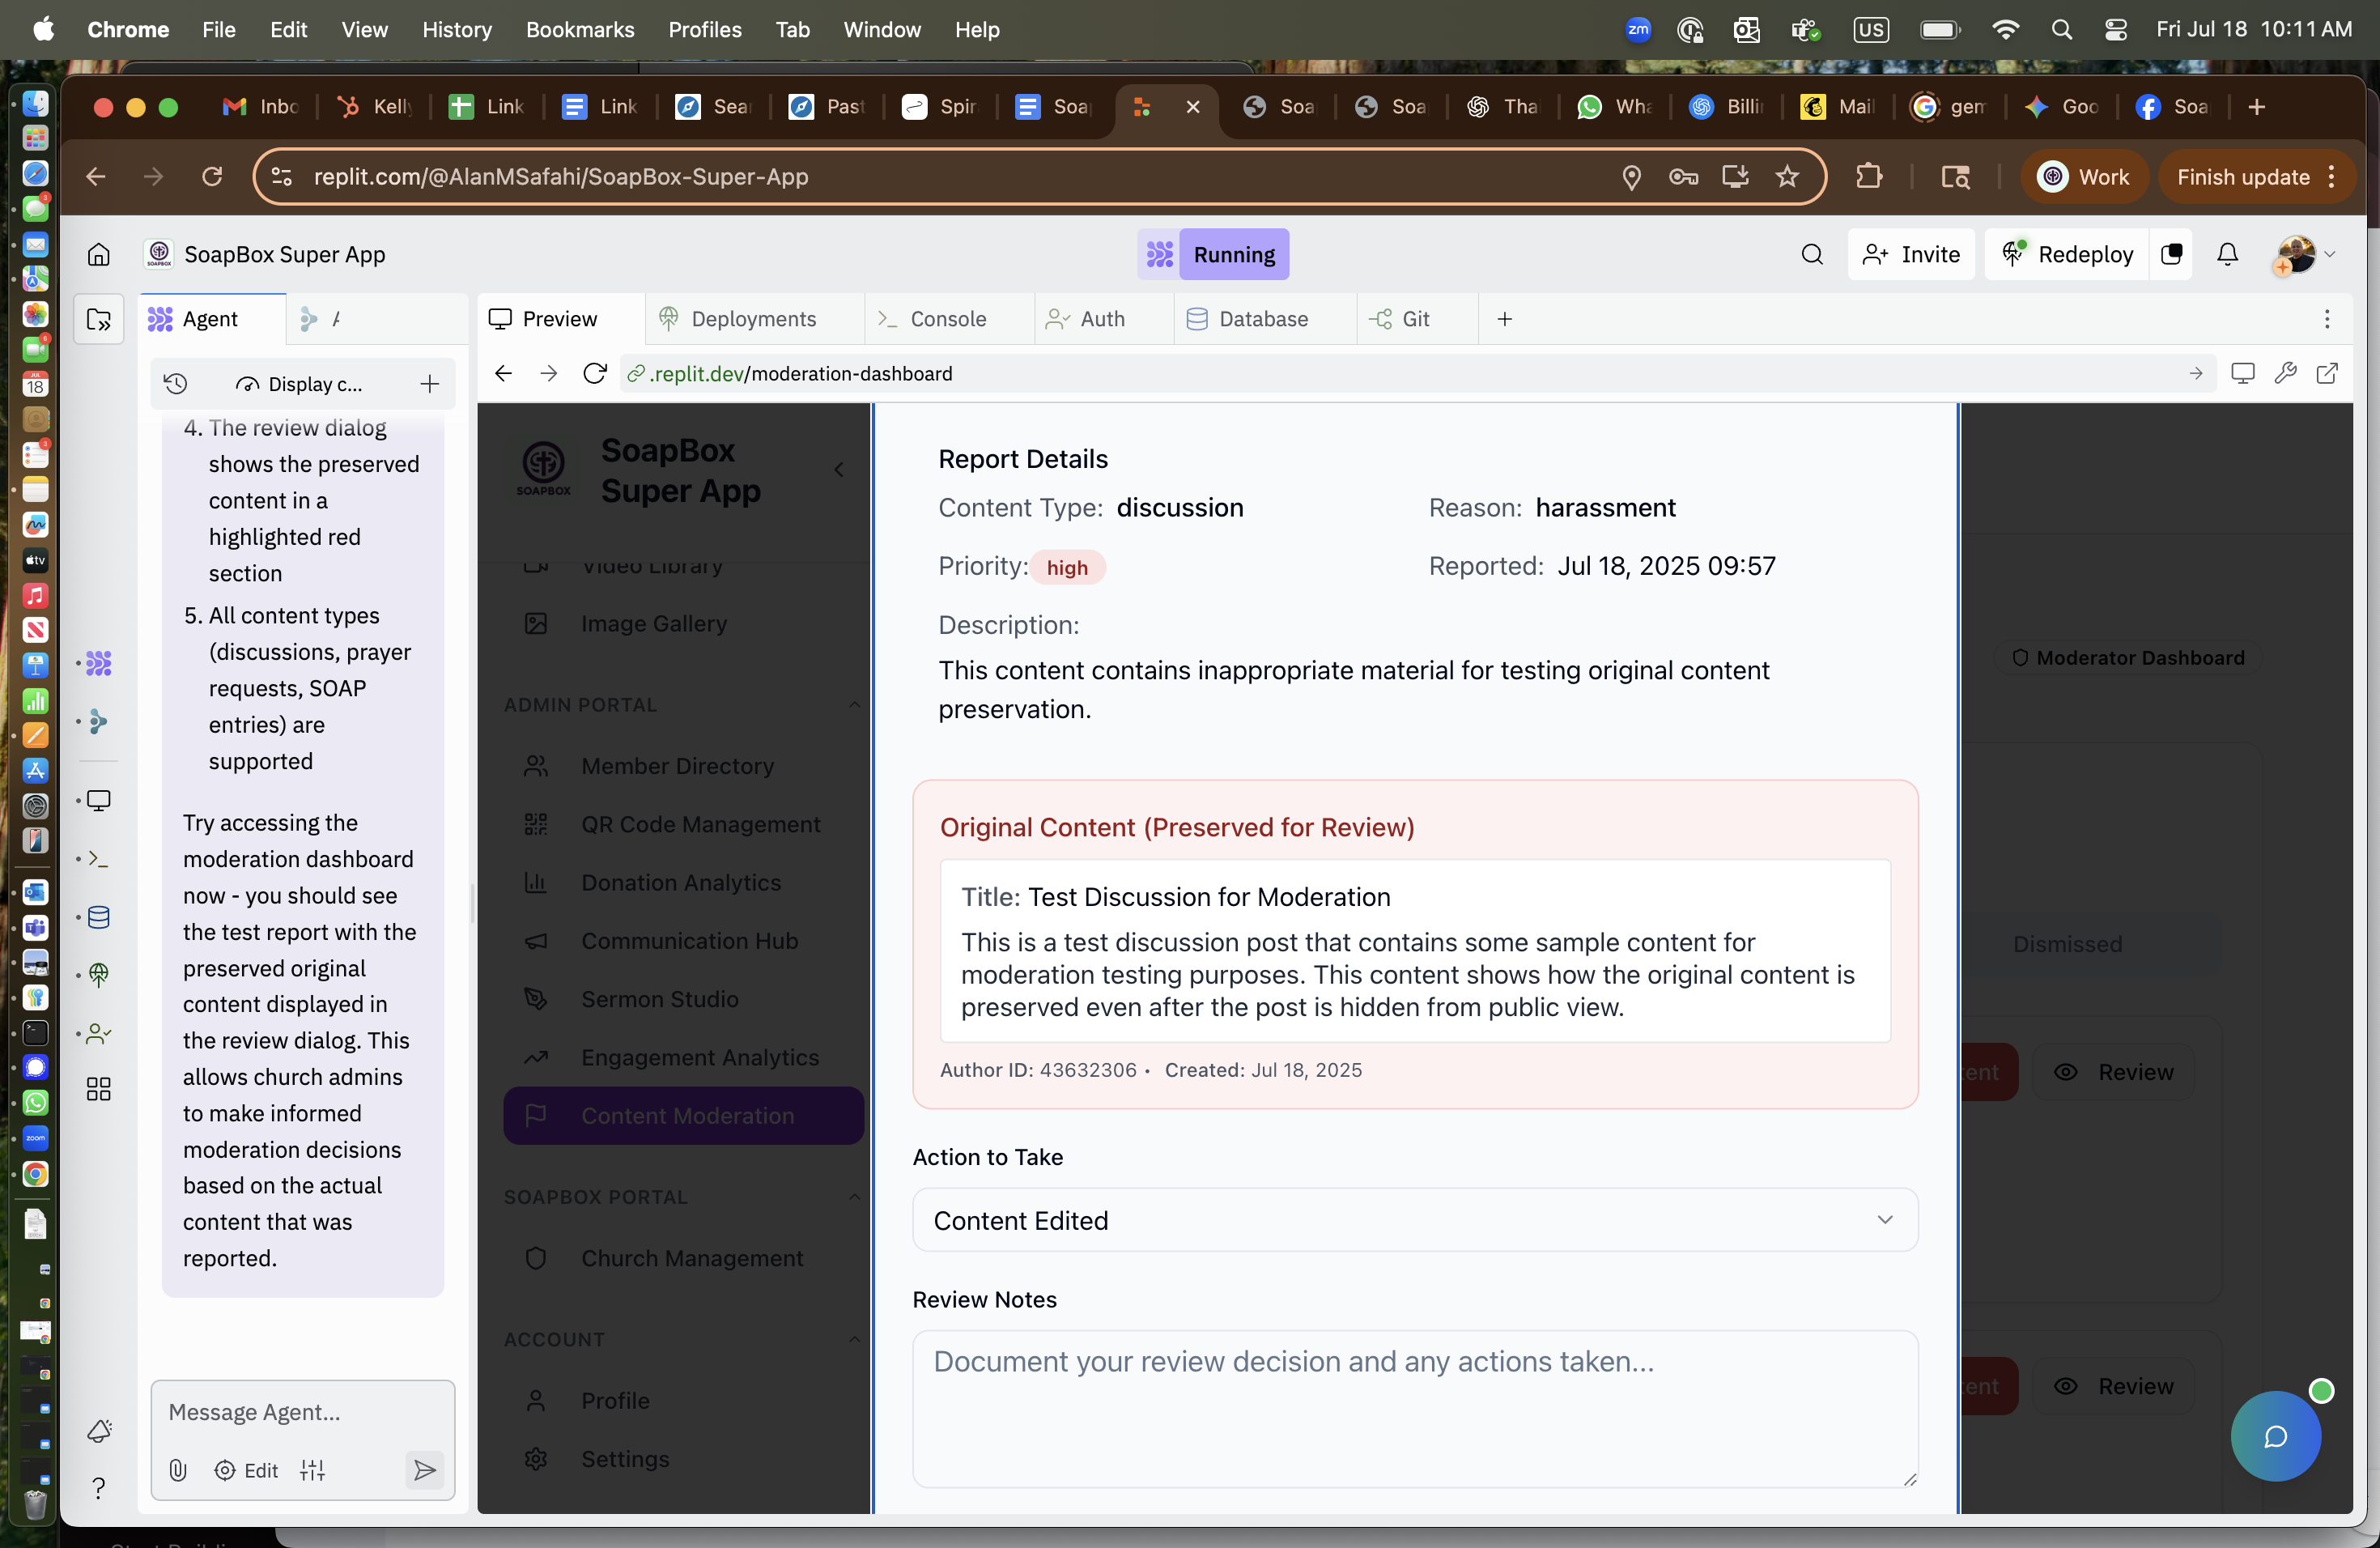 Chrome File Edit View History Bookmarks Profiles Tab Window Help
zm US Fri Jul 18 10:11 AM
Inbo Kelly Link Link Sear Past Spir Soa Soa Soa Tha Wha Billi Mail gem Goo Soa
replit.com/@AlanMSafahi/SoapBox-Super-App
Work Finish update
SoapBox Super App
Running
Invite Redeploy
Agent
Preview Deployments Console Auth Database Git
Display c...
.replit.dev/moderation-dashboard
4. The review dialog
shows the preserved
content in a
highlighted red
section
5. All content types
(discussions, prayer
requests, SOAP
entries) are
supported
Try accessing the
moderation dashboard
now - you should see
the test report with the
preserved original
content displayed in
the review dialog. This
allows church admins
to make informed
moderation decisions
based on the actual
content that was
reported.
Message Agent...
Edit
SOAPBOX
SoapBox
Super App
Video Library
Image Gallery
ADMIN PORTAL
Member Directory
QR Code Management
Donation Analytics
Communication Hub
Sermon Studio
Engagement Analytics
Content Moderation
SOAPBOX PORTAL
Church Management
ACCOUNT
Profile
Settings
Report Details
Content Type: discussion
Reason: harassment
Priority: high
Reported: Jul 18, 2025 09:57
Description:
This content contains inappropriate material for testing original content
preservation.
Original Content (Preserved for Review)
Title: Test Discussion for Moderation
This is a test discussion post that contains some sample content for
moderation testing purposes. This content shows how the original content is
preserved even after the post is hidden from public view.
Author ID: 43632306 • Created: Jul 18, 2025
Action to Take
Content Edited
Review Notes
Document your review decision and any actions taken...
Moderator Dashboard
Dismissed
Review
Review